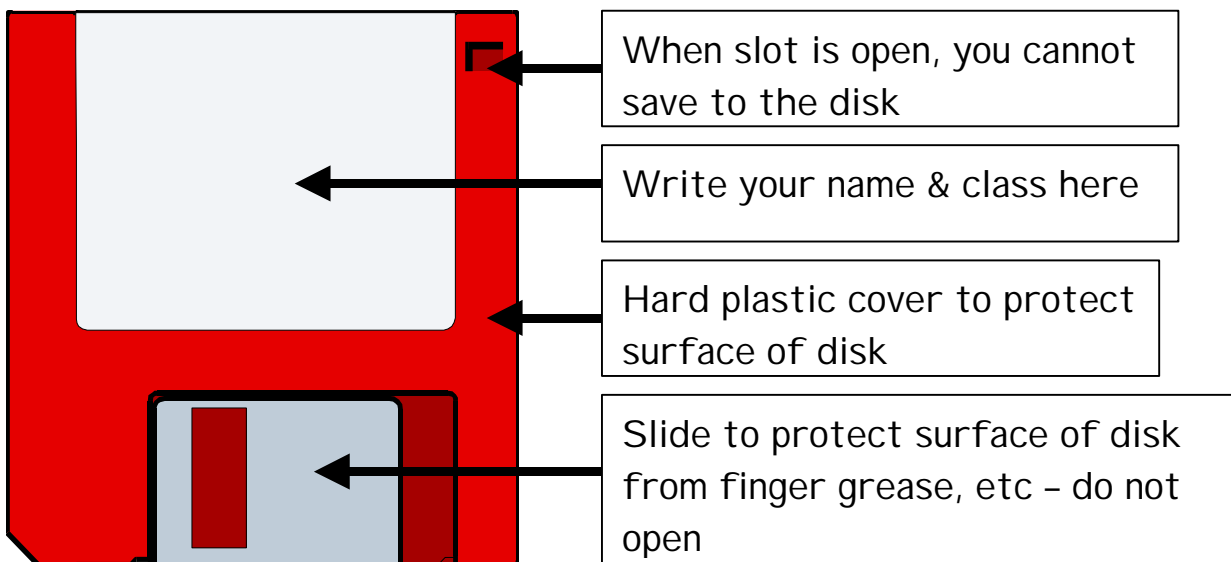 When slot is open, you cannot
save to the disk
Write your name & class here
Hard plastic cover to protect
surface of disk
Slide to protect surface of disk
from finger grease, etc – do not
open